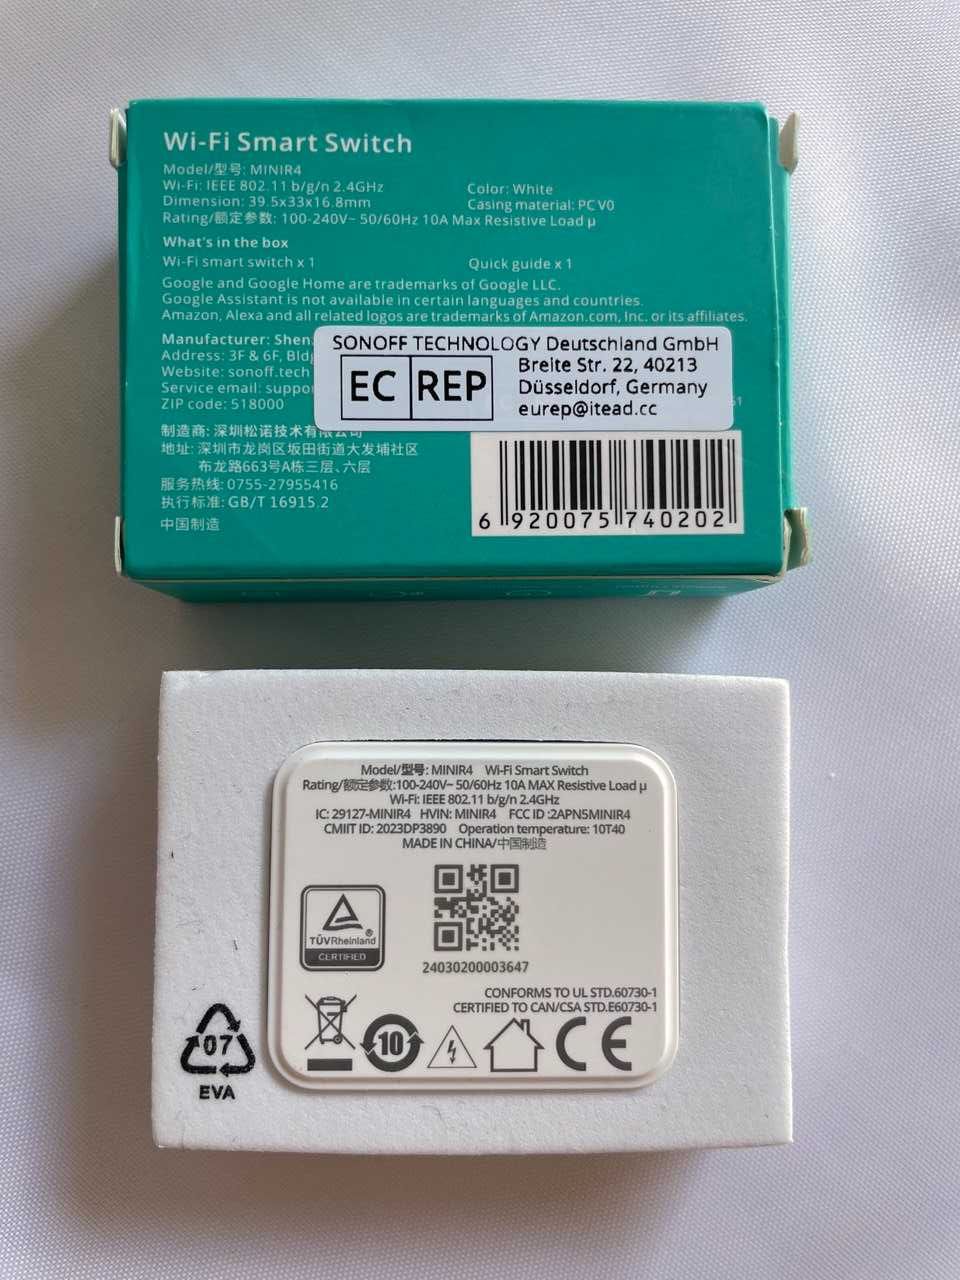 Wi-Fi Smart Switch
Model/型号: MINIR4
Wi-Fi: IEEE 802.11 b/g/n 2.4GHz
Color: White
Dimension: 39.5x33x16.8mm
Casing material: PC V0
Rating/额定参数: 100-240V~ 50/60Hz 10A Max Resistive Load µ
What's in the box
Wi-Fi smart switch x 1
Quick guide x 1
Google and Google Home are trademarks of Google LLC.
Google Assistant is not available in certain languages and countries.
Amazon, Alexa and all related logos are trademarks of Amazon.com, Inc. or its affiliates.
Manufacturer:
Address: 3F & 6F,
Website: sonoff.tech
Service email:
ZIP code: 518000
SONOFF TECHNOLOGY Deutschland GmbH
EC REP
Breite Str. 22, 40213
Düsseldorf, Germany
eurep@itead.cc
制造商: 深圳松诺技术有限公司
地址: 深圳市龙岗区坂田街道大发埔社区
布龙路663号A栋三层、六层
服务热线: 0755-27955416
执行标准: GB/T 16915.2
中国制造
6 920075 740202
Model/型号: MINIR4 Wi-Fi Smart Switch
Rating/额定参数:100-240V~ 50/60Hz 10A MAX Resistive Load µ
Wi-Fi: IEEE 802.11 b/g/n 2.4GHz
IC: 29127-MINIR4 HVIN: MINIR4 FCC ID :2APN5MINIR4
CMIIT ID: 2023DP3890 Operation temperature: 10T40
MADE IN CHINA/中国制造
TÜVRheinland®
CERTIFIED
24030200003647
CONFORMS TO UL STD.60730-1
CERTIFIED TO CAN/CSA STD.E60730-1
10
CE
07
EVA